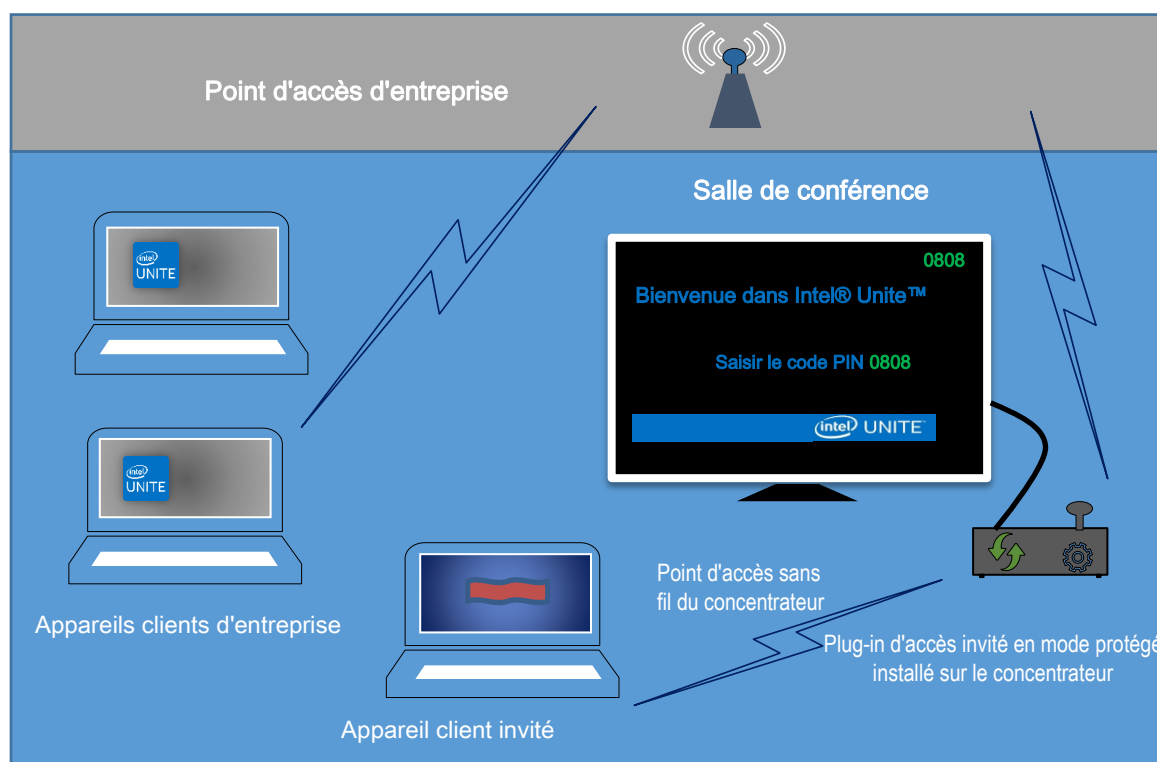 Point d'accès d'entreprise
Salle de conférence
intel
UNITE
0808
Bienvenue dans Intel® Unite™
Saisir le code PIN 0808
intel UNITE
intel
UNITE
Point d'accès sans
fil du concentrateur
Appareils clients d'entreprise
Plug-in d'accès invité en mode protégé
installé sur le concentrateur
Appareil client invité